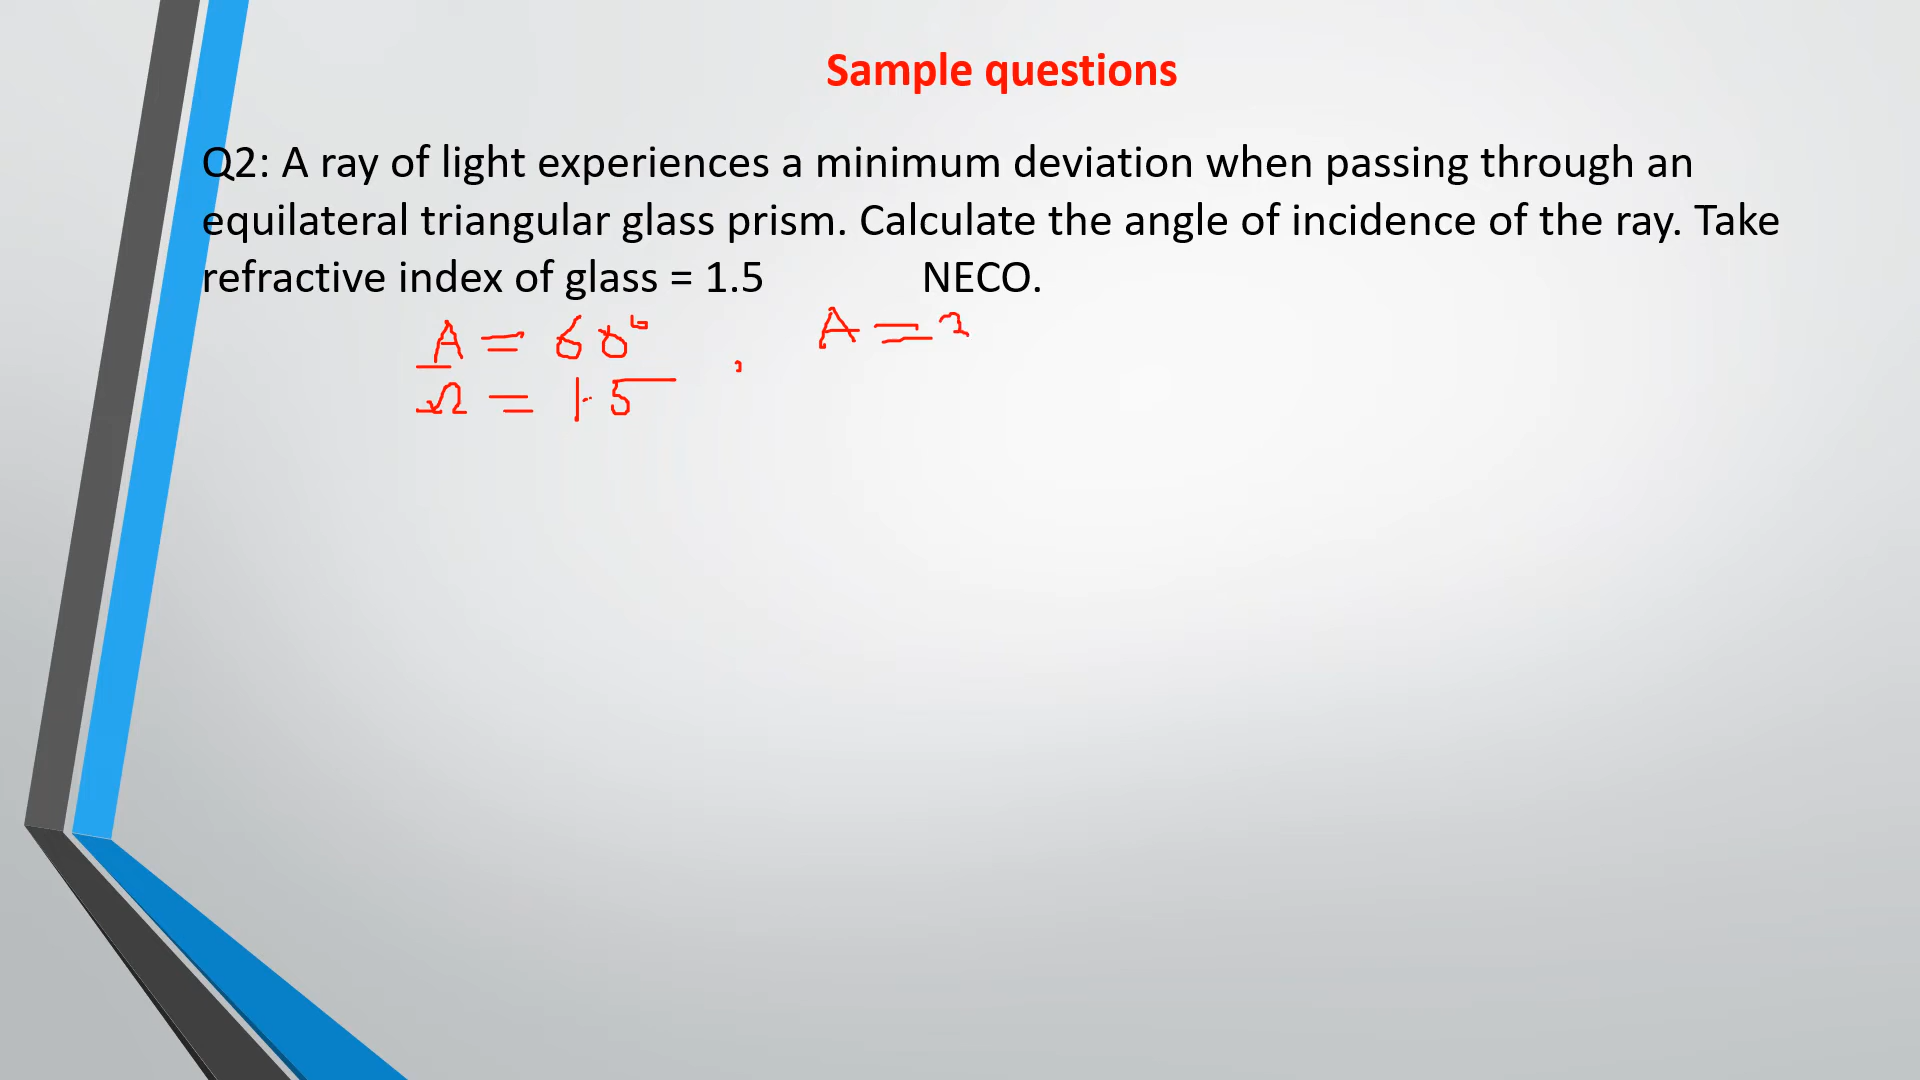 Sample questions
Q2: A ray of light experiences a minimum deviation when passing through an
equilateral triangular glass prism. Calculate the angle of incidence of the ray. Take
refractive index of glass = 1.5 NECO.
A = 60° , A = 2
n = 1.5